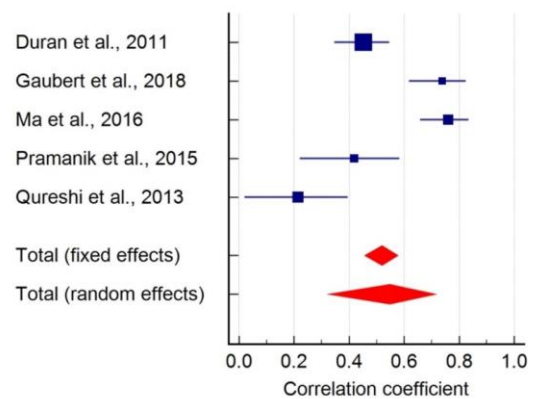 Duran et al., 2011
Gaubert et al., 2018
Ma et al., 2016
Pramanik et al., 2015
Qureshi et al., 2013
Total (fixed effects)
Total (random effects)
0.0 0.2 0.4 0.6 0.8 1.0
Correlation coefficient